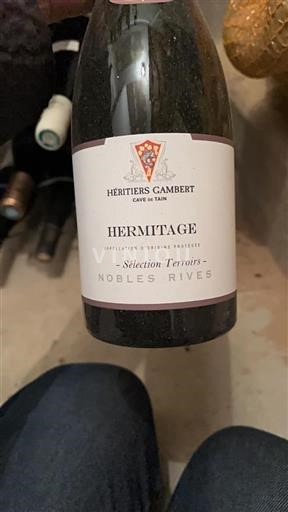 HÉRITIERS GAMBERT
CAVE DE TAIN
HERMITAGE
APPELLATION D'ORIGINE PROTÉGÉE
- Sélection Terroirs -
NOBLES RIVES